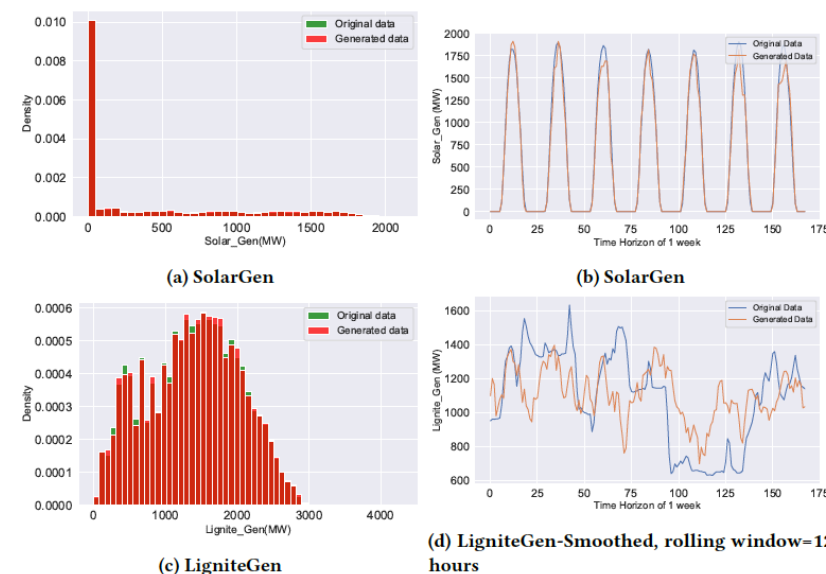 0.010
0.008
0.006
0.004
0.002
0.000
Density
Original data
Generated data
0
500
1000
1500
2000
Solar_Gen(MW)
(a) SolarGen
2000
1750
1500
1250
1000
750
500
250
0
Solar_Gen (MW)
Original Data
Generated Data
0
25
50
75
100
125
150
175
Time Horizon of 1 week
(b) SolarGen
0.0006
0.0005
0.0004
0.0003
0.0002
0.0001
0.0000
Density
Original data
Generated data
0
1000
2000
3000
4000
Lignite_Gen(MW)
(c) LigniteGen
1600
1400
1200
1000
800
600
Lignite_Gen (MW)
Original Data
Generated Data
0
25
50
75
100
125
150
175
Time Horizon of 1 week
(d) LigniteGen-Smoothed, rolling window=12
hours